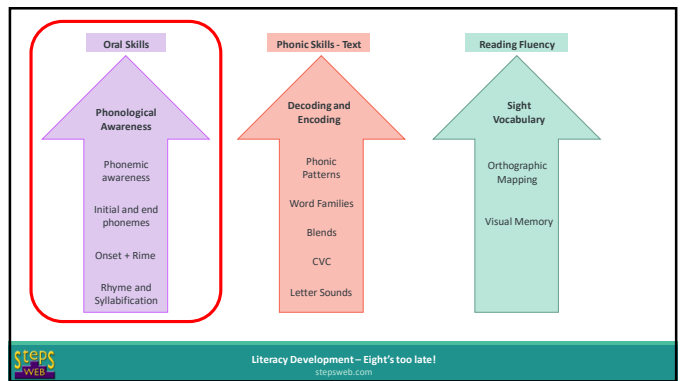 Oral Skills
Phonological
Awareness
Phonemic
awareness
Initial and end
phonemes
Onset + Rime
Rhyme and
Syllabification
Phonic Skills - Text
Decoding and
Encoding
Phonic
Patterns
Word Families
Blends
CVC
Letter Sounds
Reading Fluency
Sight
Vocabulary
Orthographic
Mapping
Visual Memory
steps
WEB
Literacy Development – Eight's too late!
stepsweb.com